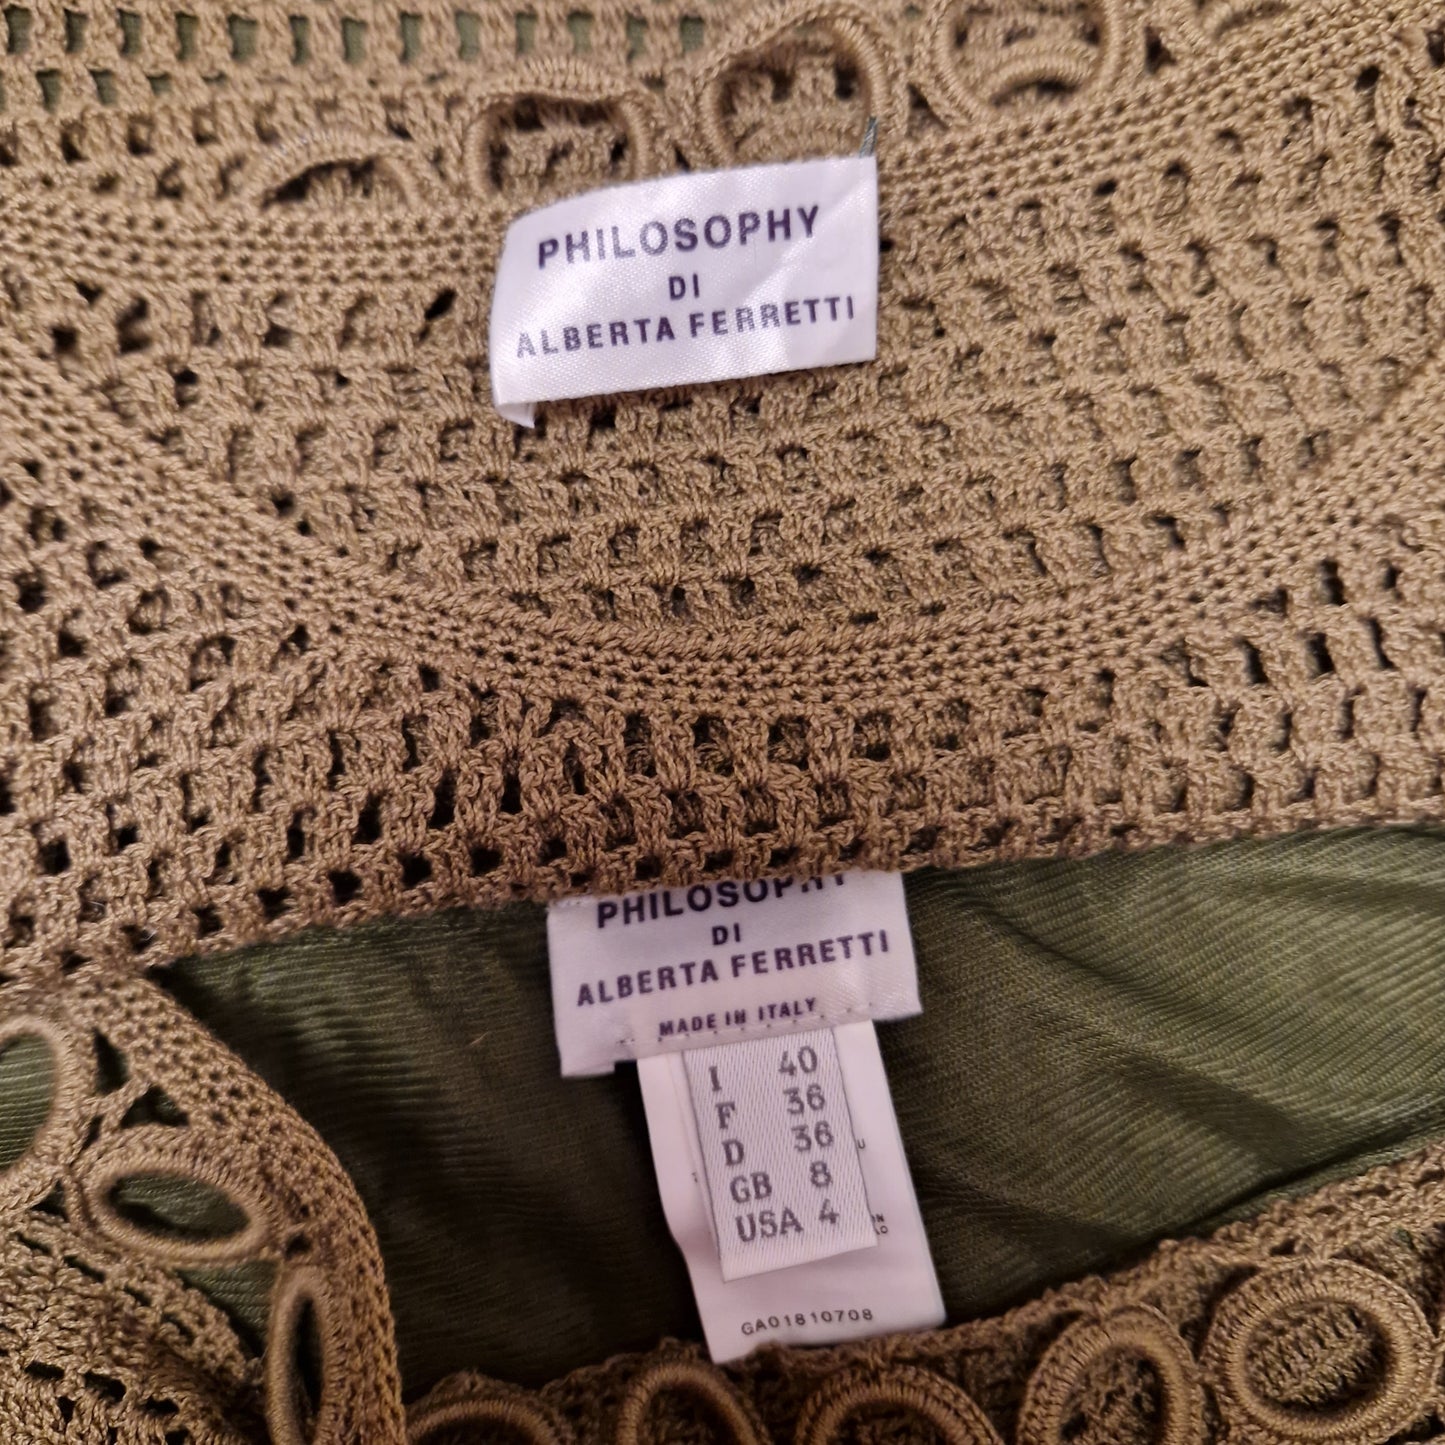 PHILOSOPHY
DI
ALBERTA FERRETTI
PHILOSOPHY
DI
ALBERTA FERRETTI
MADE IN ITALY
I 40
F 36
D 36
GB 8
USA 4
GA01810708